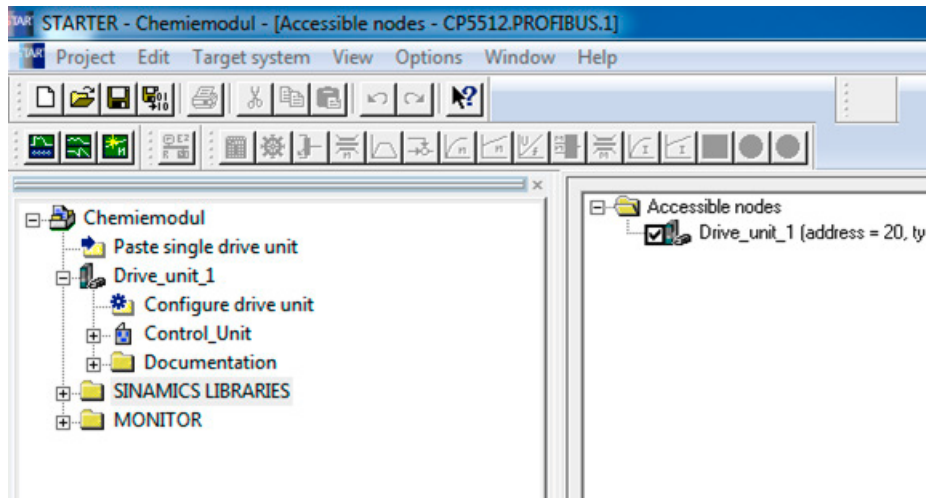 STARTER - Chemiemodul - [Accessible nodes - CP5512.PROFIBUS.1]
Project Edit Target system View Options Window Help
Chemiemodul
Paste single drive unit
Drive_unit_1
Configure drive unit
Control_Unit
Documentation
SINAMICS LIBRARIES
MONITOR
Accessible nodes
Drive_unit_1 (address = 20, ty